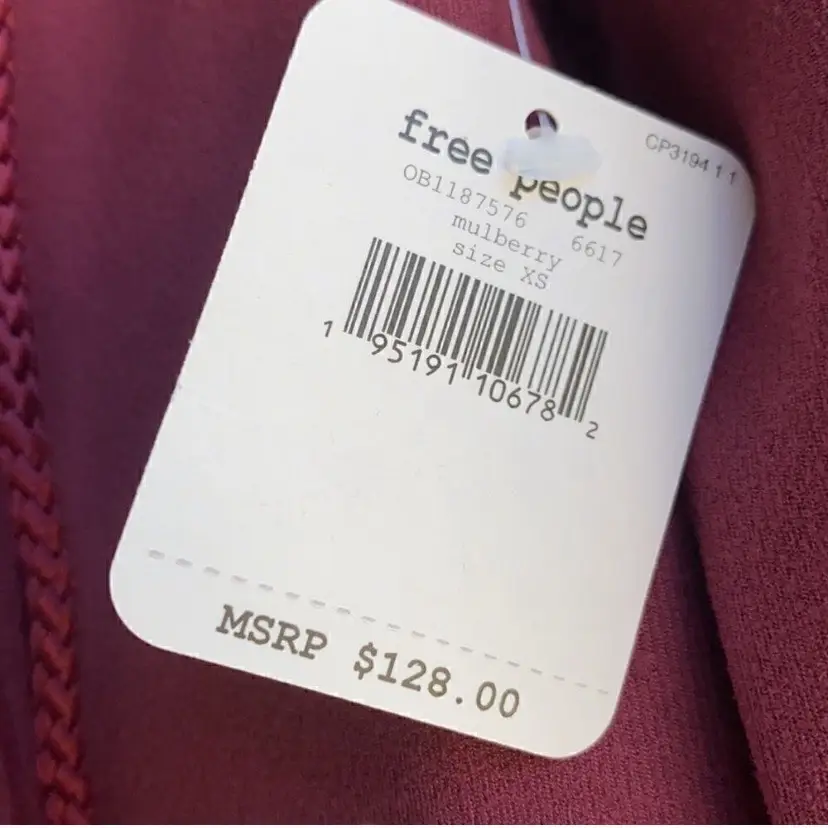 CP3194 1 1
free people
OB1187576 6617
mulberry
size XS
1 95191 10678 2
MSRP $128.00